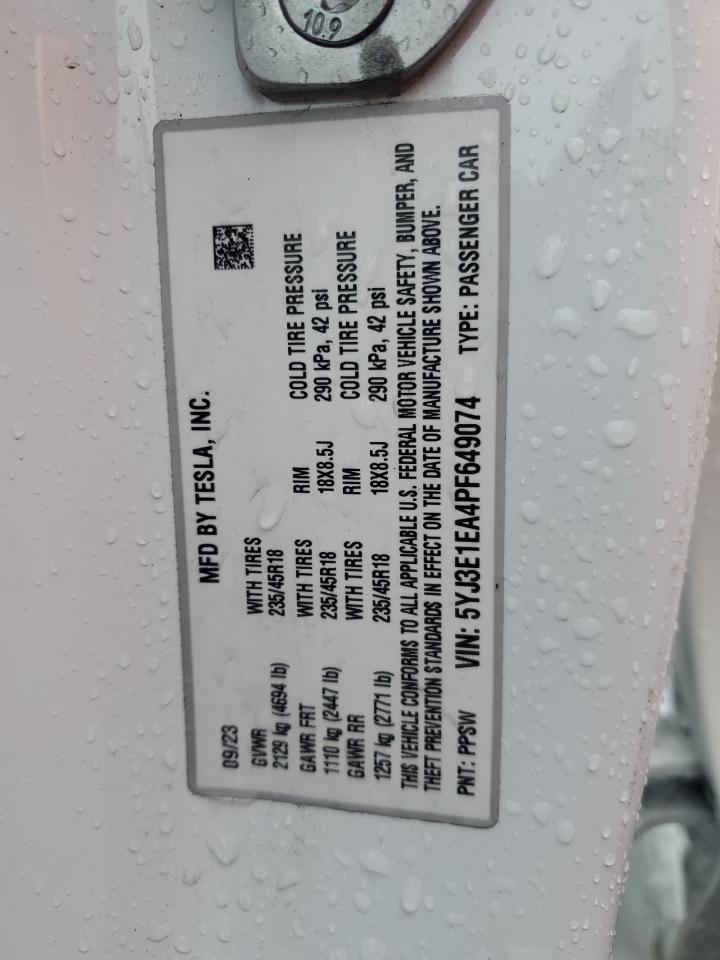 10.9
MFD BY TESLA, INC.
09/23
GVWR WITH TIRES
2129 kg (4694 lb) 235/45R18
GAWR FRT WITH TIRES RIM COLD TIRE PRESSURE
1110 kg (2447 lb) 235/45R18 18X8.5J 290 kPa, 42 psi
GAWR RR WITH TIRES RIM COLD TIRE PRESSURE
1257 kg (2771 lb) 235/45R18 18X8.5J 290 kPa, 42 psi
THIS VEHICLE CONFORMS TO ALL APPLICABLE U.S. FEDERAL MOTOR VEHICLE SAFETY, BUMPER, AND
THEFT PREVENTION STANDARDS IN EFFECT ON THE DATE OF MANUFACTURE SHOWN ABOVE.
PNT: PPSW VIN: 5YJ3E1EA4PF649074 TYPE: PASSENGER CAR